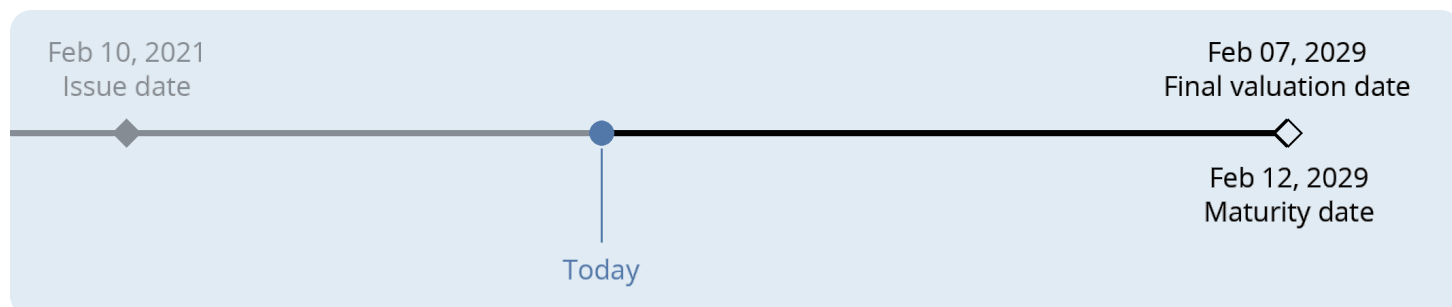 Feb 10, 2021
Issue date
Feb 07, 2029
Final valuation date
Feb 12, 2029
Maturity date
Today